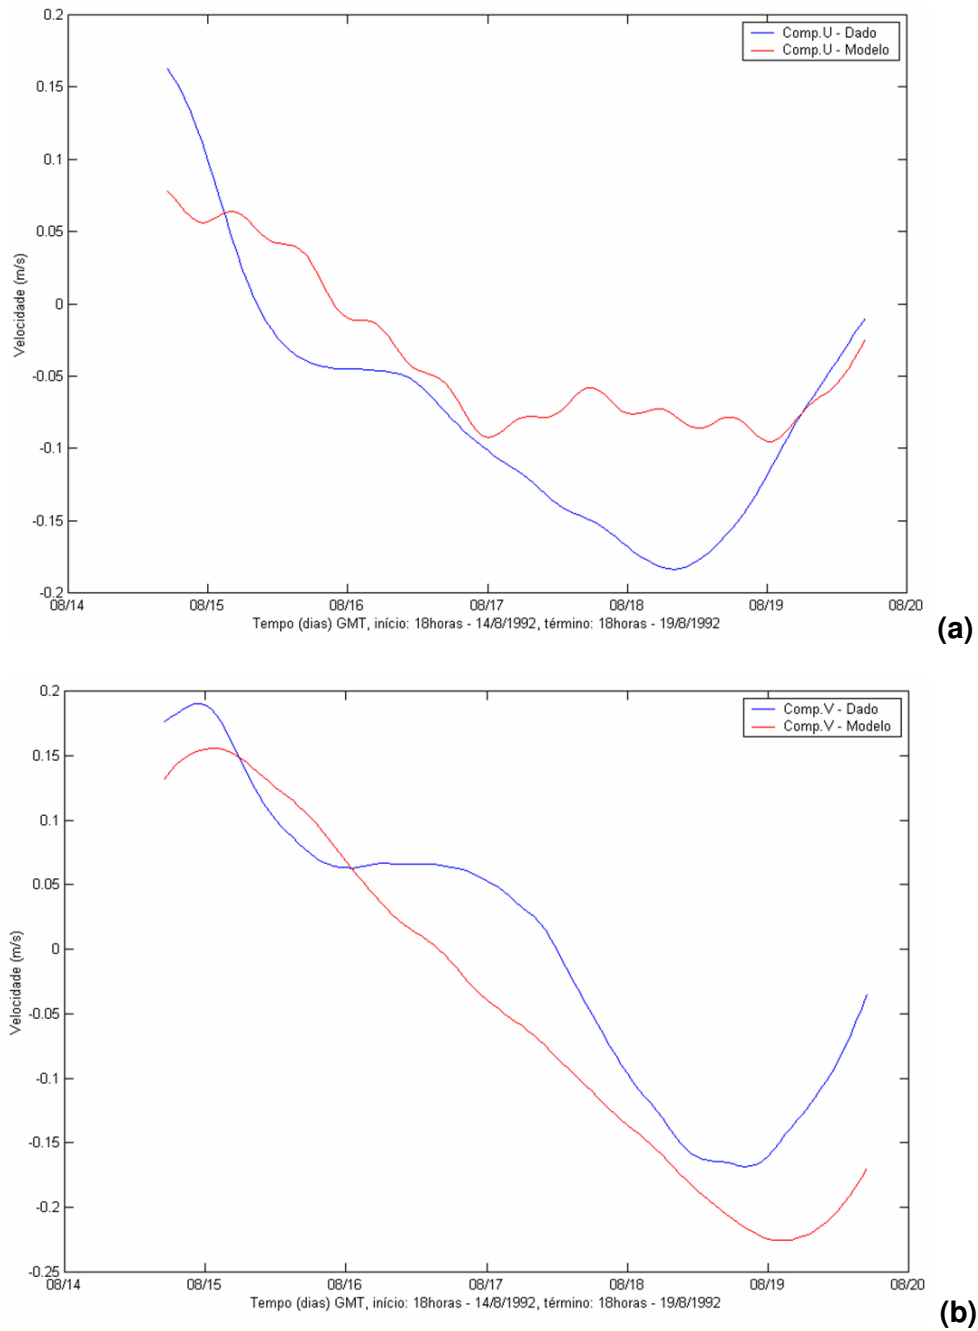 0.2
Comp.U - Dado
Comp.U - Modelo
0.15
0.1
0.05
0
-0.05
-0.1
-0.15
-0.2
Velocidade (m/s)
08/14 08/15 08/16 08/17 08/18 08/19 08/20
Tempo (dias) GMT, início: 18horas - 14/8/1992, término: 18horas - 19/8/1992
(a)
0.2
Comp.V - Dado
Comp.V - Modelo
0.15
0.1
0.05
0
-0.05
-0.1
-0.15
-0.2
-0.25
Velocidade (m/s)
08/14 08/15 08/16 08/17 08/18 08/19 08/20
Tempo (dias) GMT, início: 18horas - 14/8/1992, término: 18horas - 19/8/1992
(b)